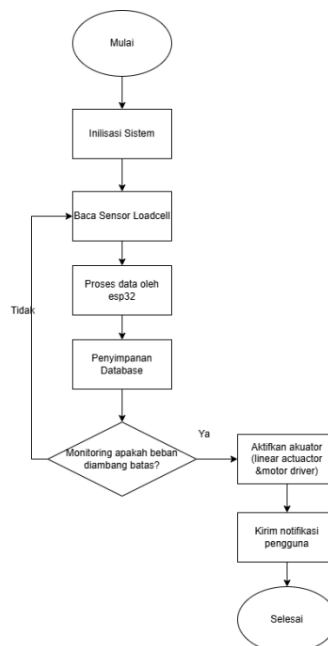 Mulai
Inilisasi Sistem
Baca Sensor Loadcell
Proses data oleh
esp32
Tidak
Penyimpanan
Database
Monitoring apakah beban
diambang batas?
Ya
Aktifkan akuator
(linear actuactor
&motor driver)
Kirim notifikasi
pengguna
Selesai